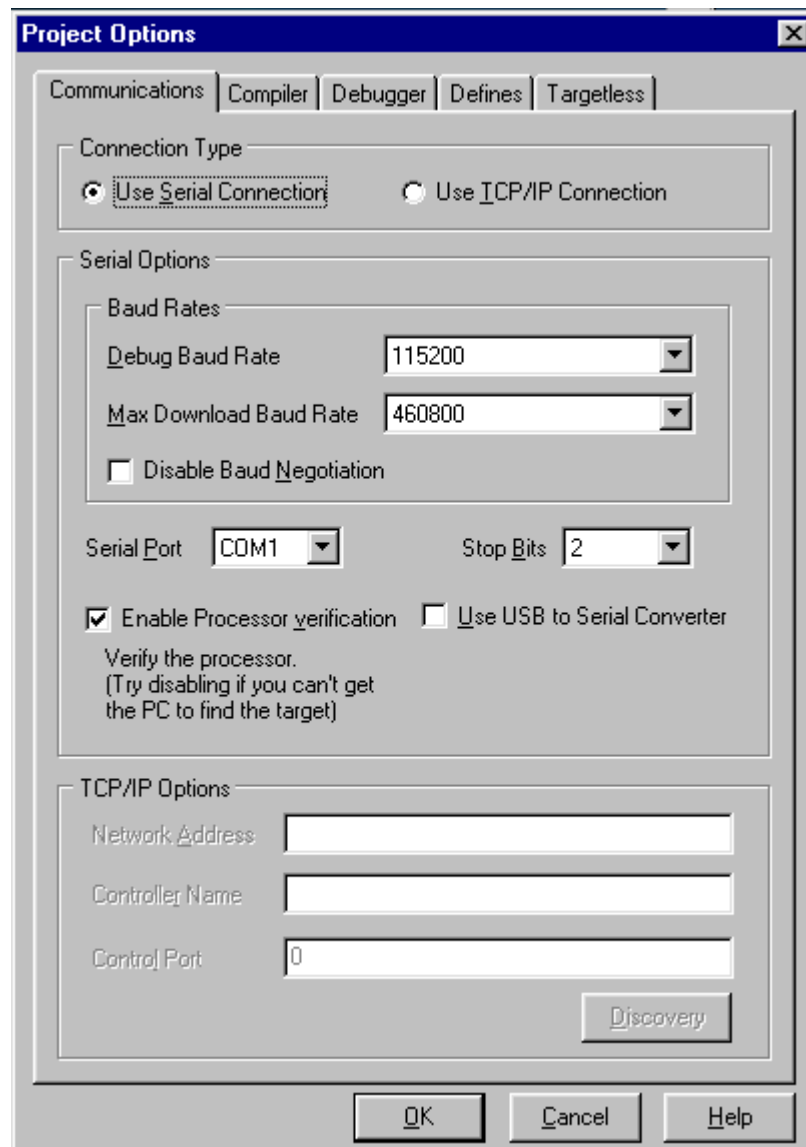 Project Options
Communications Compiler Debugger Defines Targetless
Connection Type
Use Serial Connection Use TCP/IP Connection
Serial Options
Baud Rates
Debug Baud Rate 115200
Max Download Baud Rate 460800
Disable Baud Negotiation
Serial Port COM1 Stop Bits 2
Enable Processor verification Use USB to Serial Converter
Verify the processor.
(Try disabling if you can't get
the PC to find the target)
TCP/IP Options
Network Address
Controller Name
Control Port 0
Discovery
OK Cancel Help